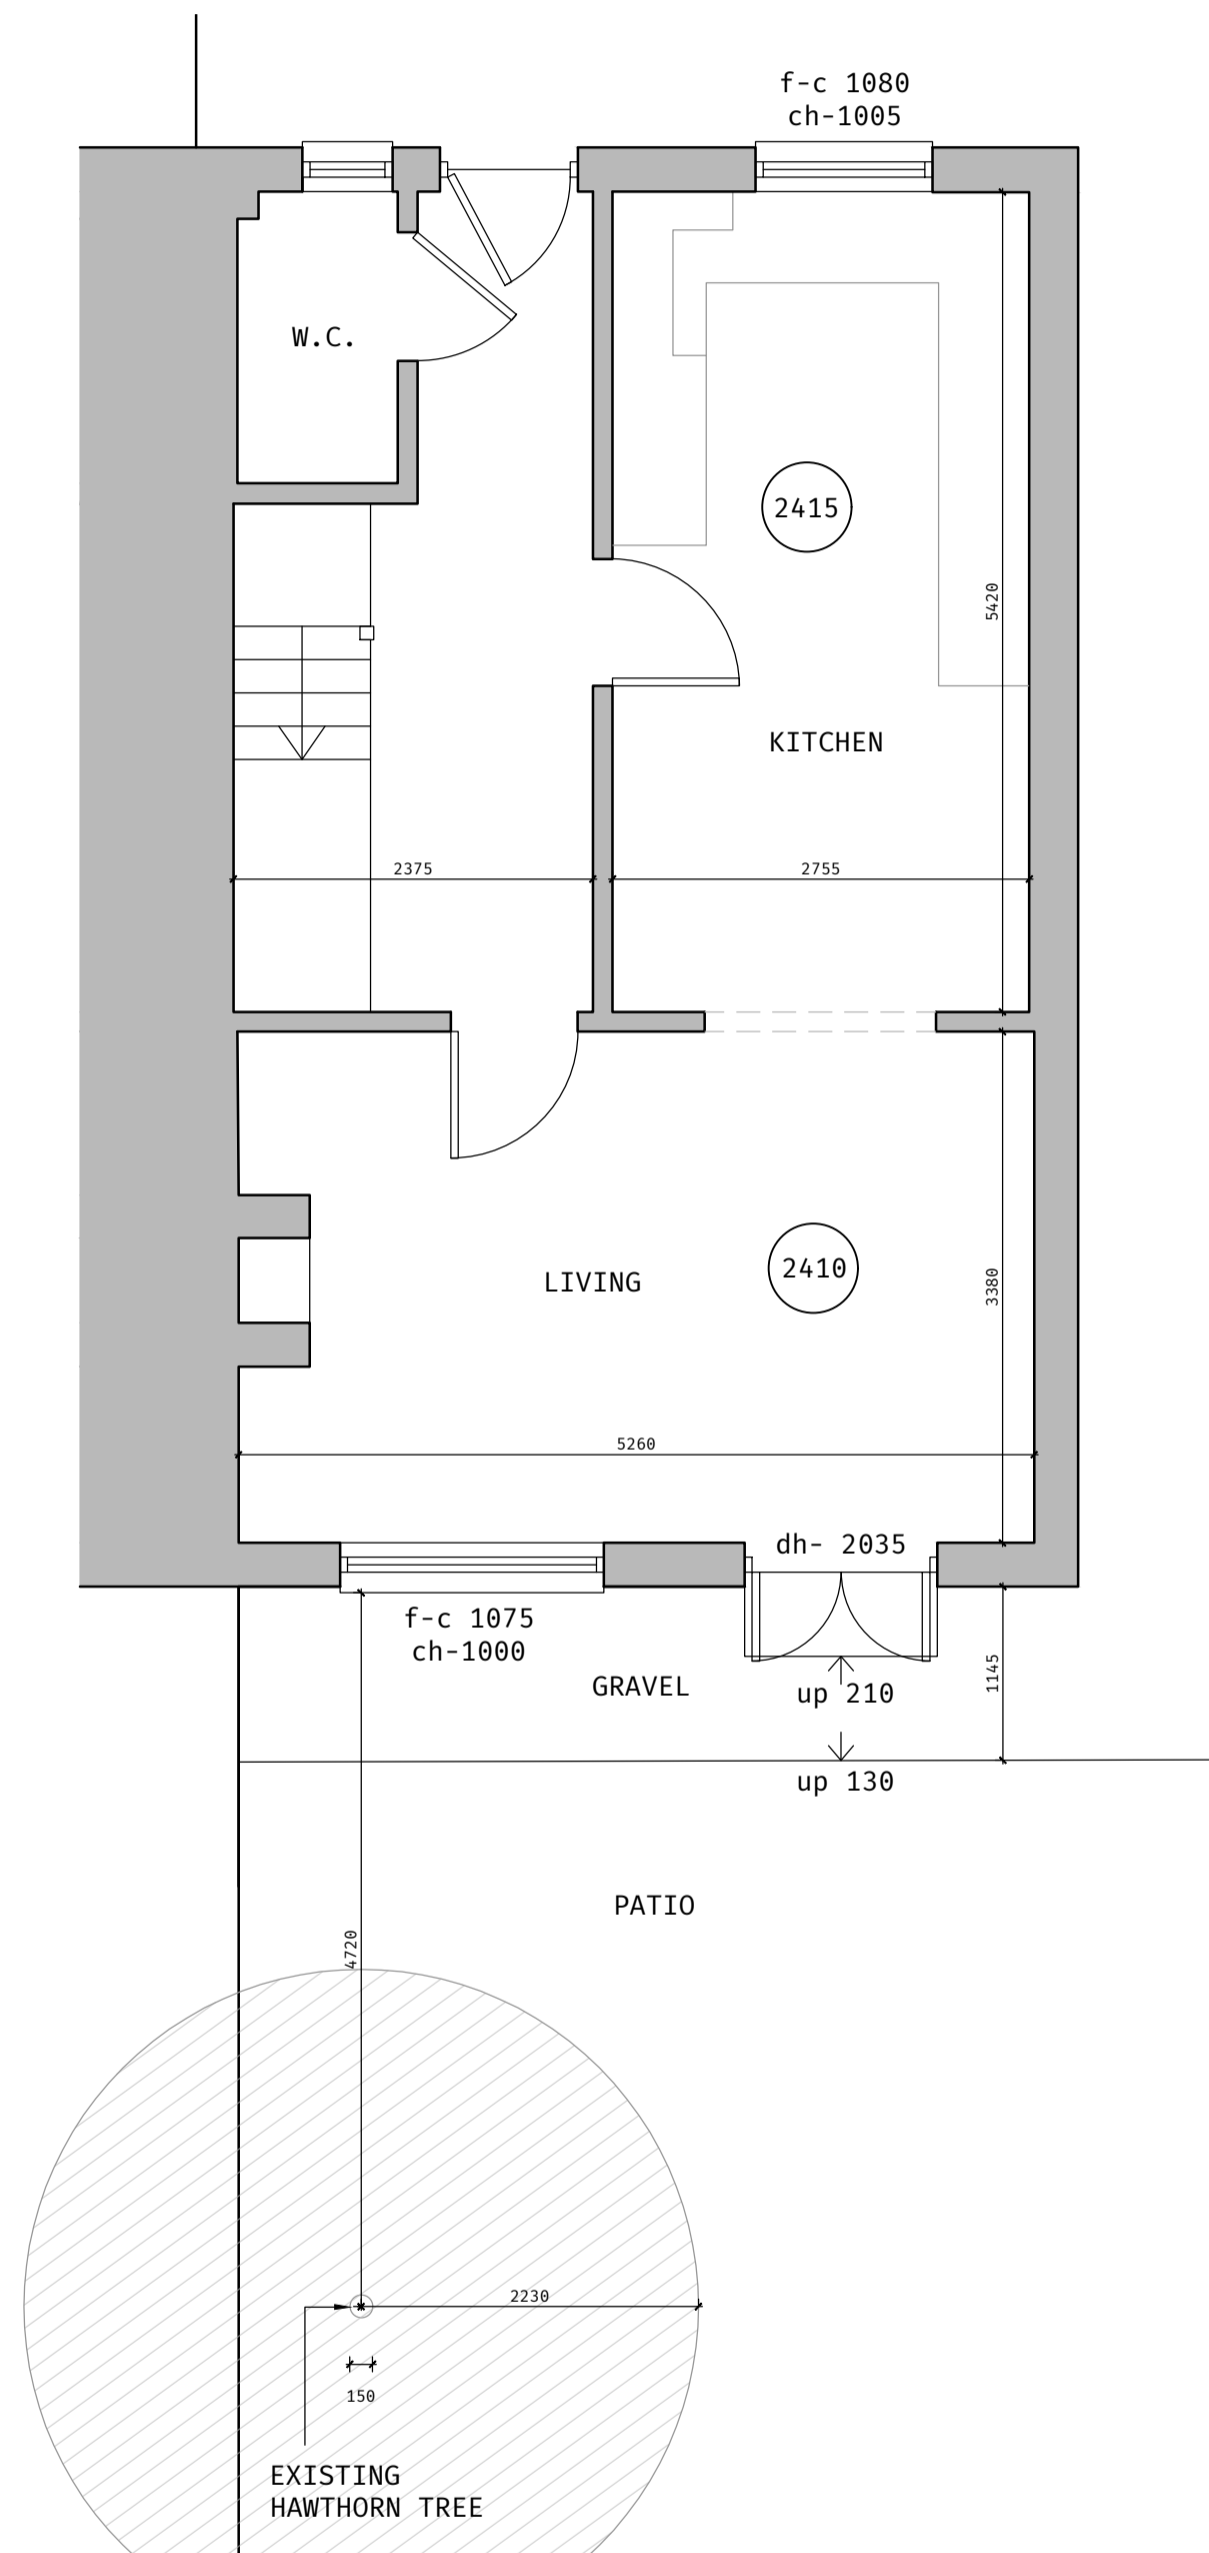 f-c 1080
ch-1005
W.C.
2415
5420
KITCHEN
2375
2755
2410
LIVING
3380
5260
dh- 2035
f-c 1075
ch-1000
GRAVEL
up 210
1145
up 130
PATIO
4720
2230
150
EXISTING
HAWTHORN TREE